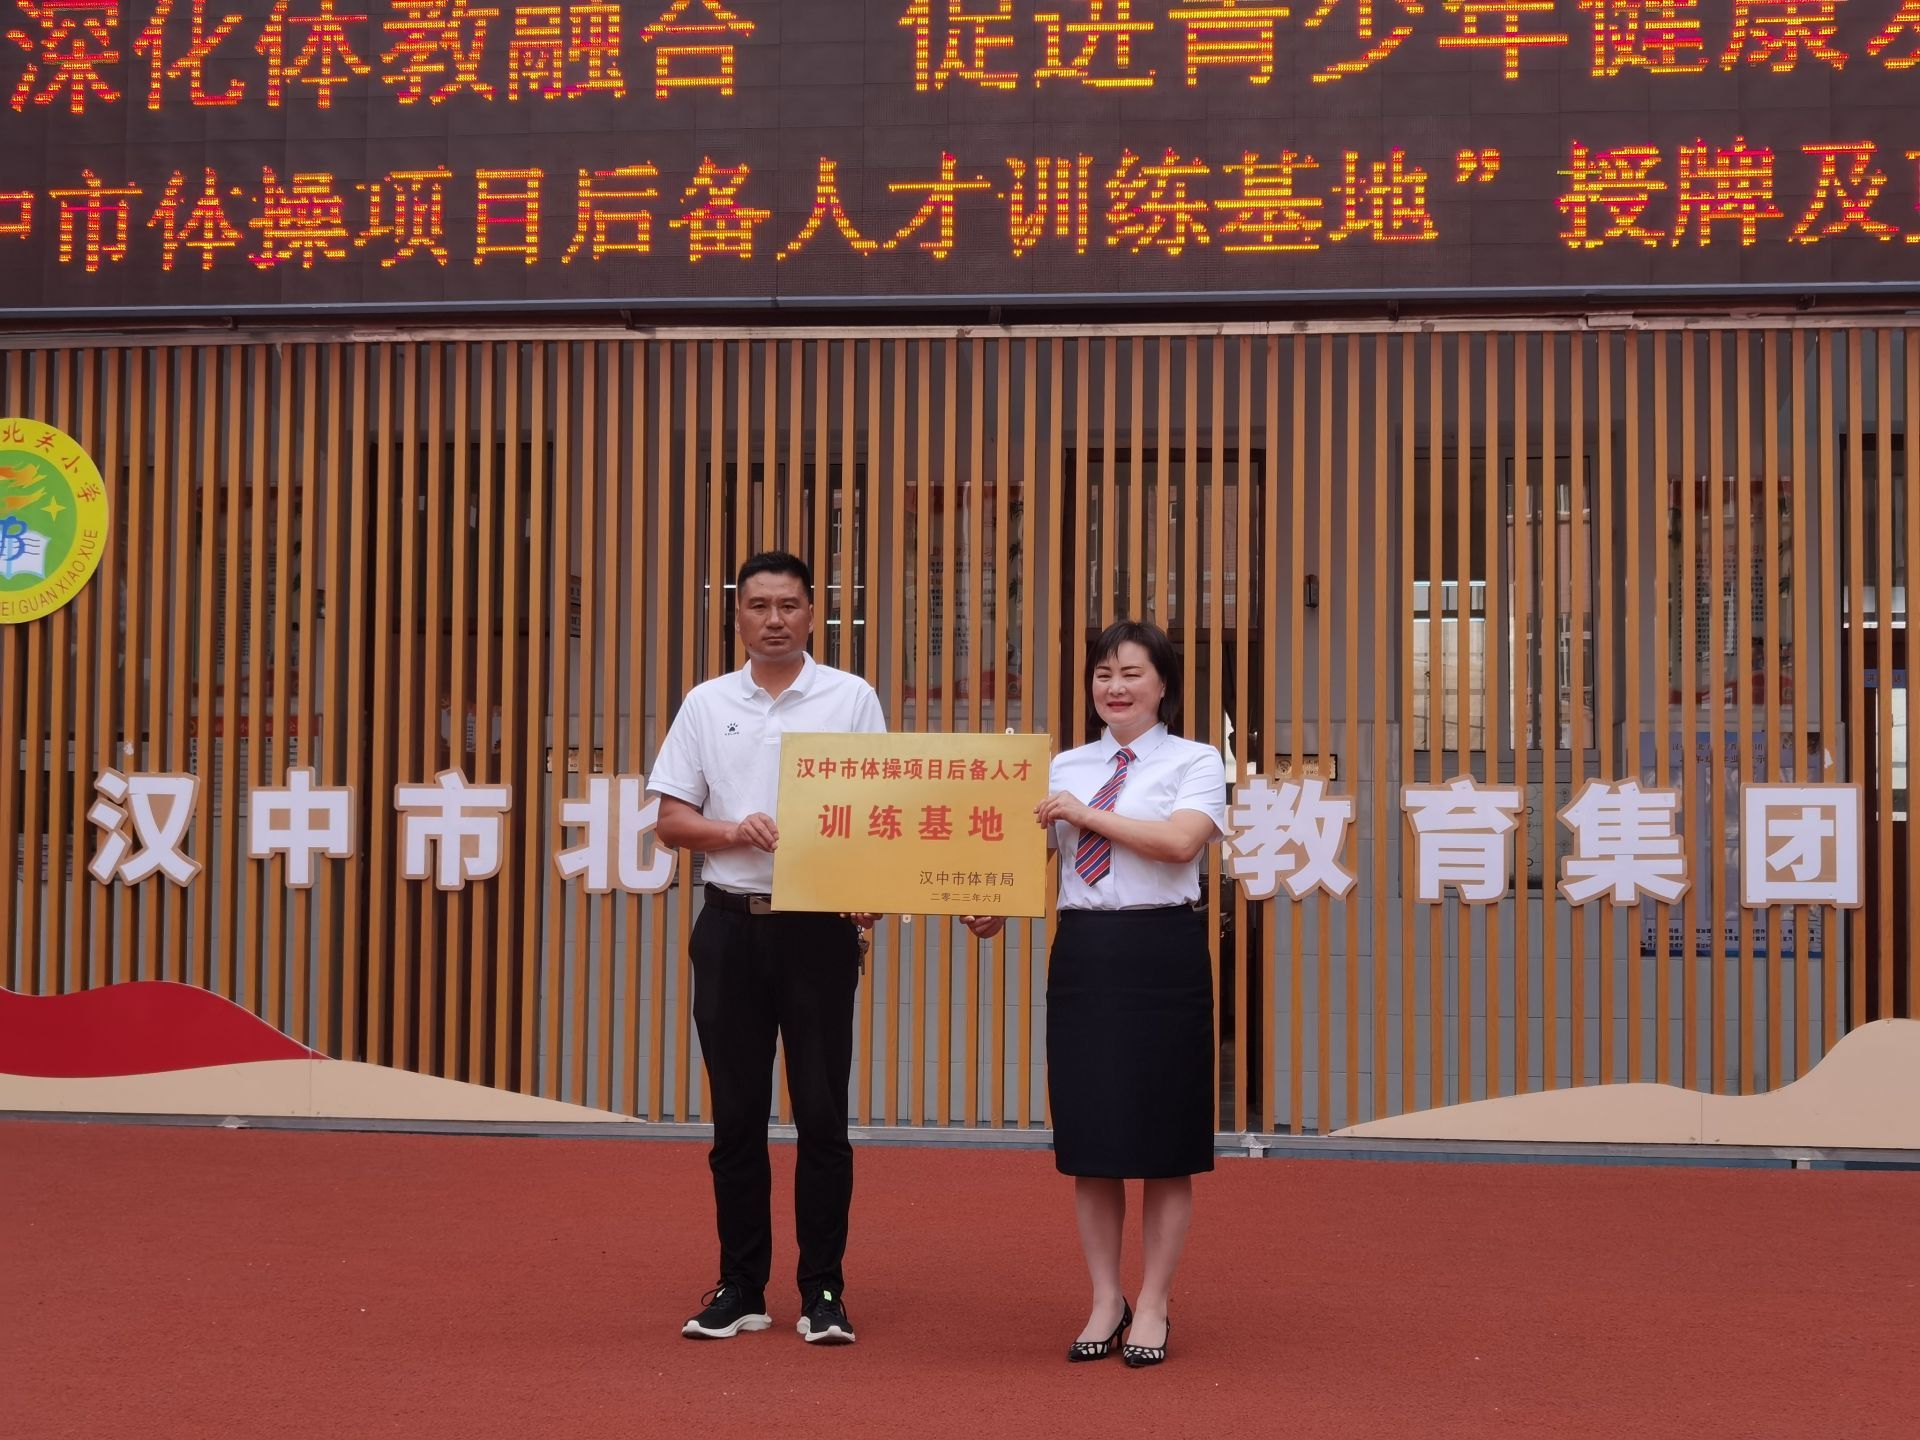 深化体教融合 促进青少年健康发
中市体操项目后备人才训练基地”授牌及
北关小学
EI GUAN XIAO XUE
汉中市体操项目后备人才
训练基地
汉中市体育局
二零二三年六月
汉中市北 教育集团